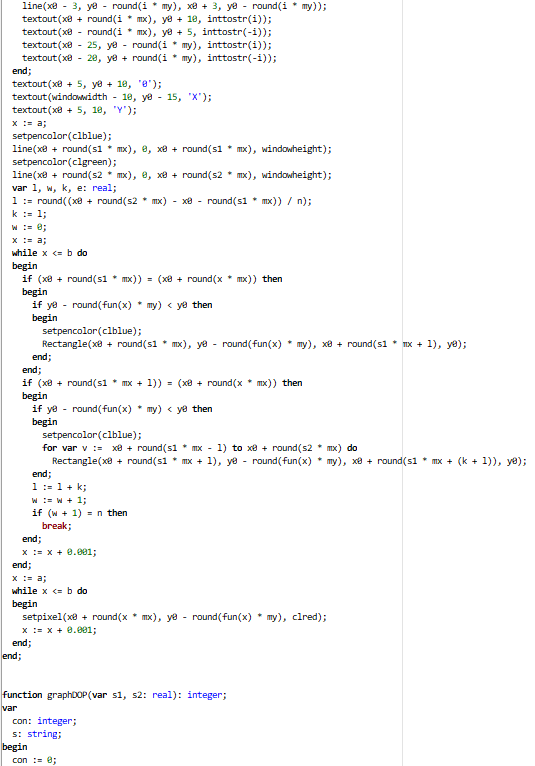 line(x0 - 3, y0 - round(i * my), x0 + 3, y0 - round(i * my));
textout(x0 + round(i * mx), y0 + 10, inttostr(i));
textout(x0 - round(i * mx), y0 + 5, inttostr(-i));
textout(x0 - 25, y0 - round(i * my), inttostr(i));
textout(x0 - 20, y0 + round(i * my), inttostr(-i));
end;
textout(x0 + 5, y0 + 10, '0');
textout(windowwidth - 10, y0 - 15, 'X');
textout(x0 + 5, 10, 'Y');
x := a;
setpencolor(clblue);
line(x0 + round(s1 * mx), 0, x0 + round(s1 * mx), windowheight);
setpencolor(clgreen);
line(x0 + round(s2 * mx), 0, x0 + round(s2 * mx), windowheight);
var l, w, k, e: real;
l := round((x0 + round(s2 * mx) - x0 - round(s1 * mx)) / n);
k := l;
w := 0;
x := a;
while x <= b do
begin
if (x0 + round(s1 * mx)) = (x0 + round(x * mx)) then
begin
if y0 - round(fun(x) * my) < y0 then
begin
setpencolor(clblue);
Rectangle(x0 + round(s1 * mx), y0 - round(fun(x) * my), x0 + round(s1 * mx + l), y0);
end;
end;
if (x0 + round(s1 * mx + l)) = (x0 + round(x * mx)) then
begin
if y0 - round(fun(x) * my) < y0 then
begin
setpencolor(clblue);
for var v := x0 + round(s1 * mx - l) to x0 + round(s2 * mx) do
Rectangle(x0 + round(s1 * mx + l), y0 - round(fun(x) * my), x0 + round(s1 * mx + (k + l)), y0);
end;
l := l + k;
w := w + 1;
if (w + 1) = n then
break;
end;
x := x + 0.001;
end;
x := a;
while x <= b do
begin
setpixel(x0 + round(x * mx), y0 - round(fun(x) * my), clred);
x := x + 0.001;
end;
end;
function graphDOP(var s1, s2: real): integer;
var
con: integer;
s: string;
begin
con := 0;